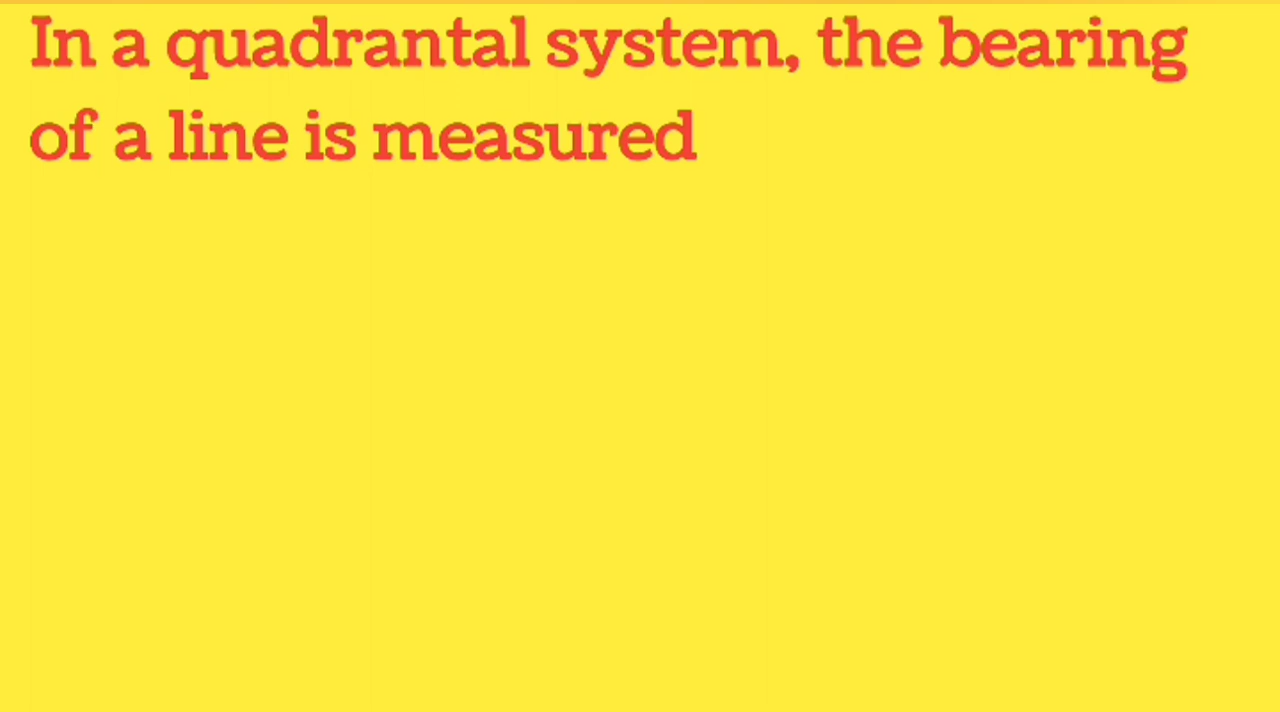 In a quadrantal system, the bearing
of a line is measured